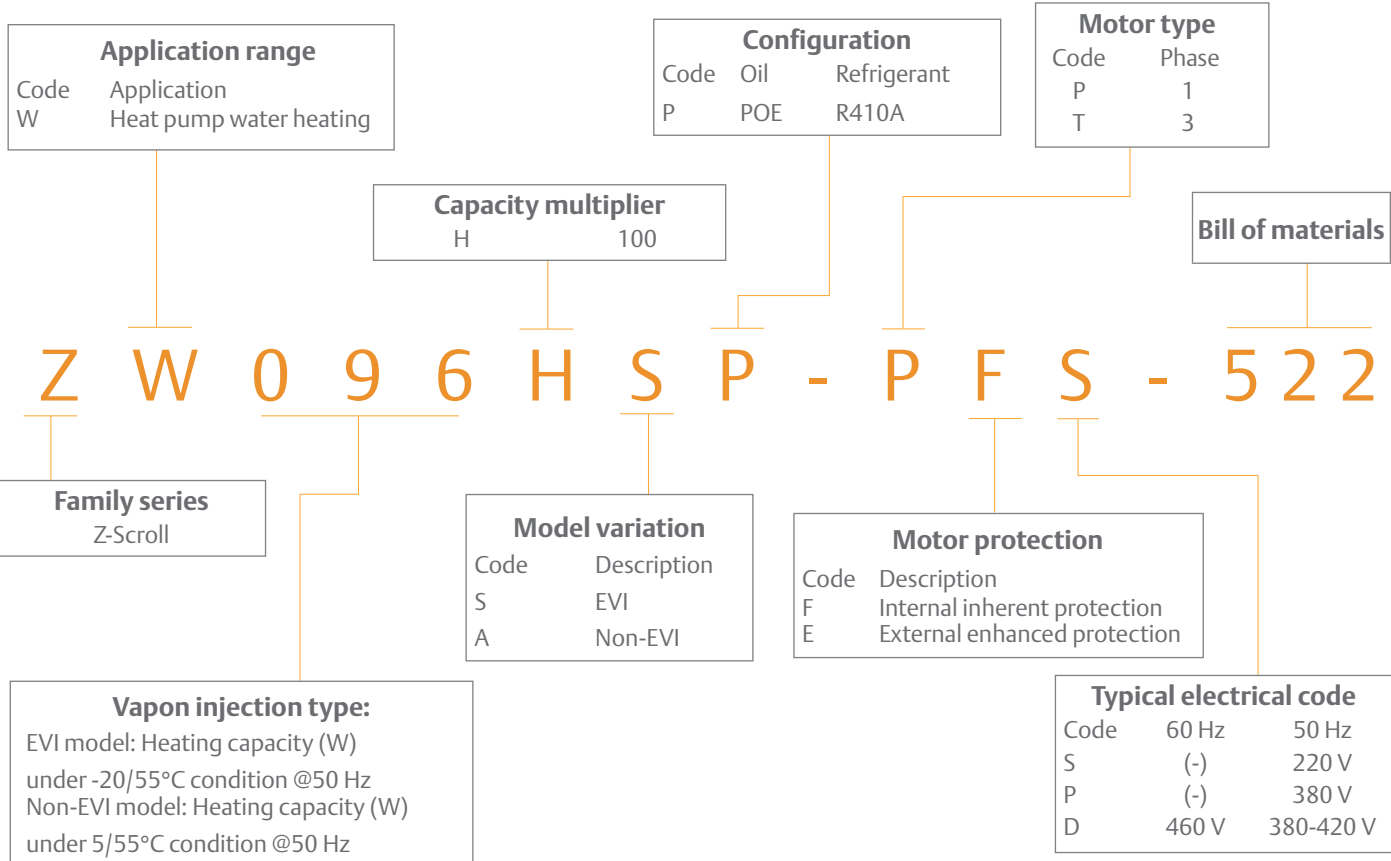 Application range
Code Application
W Heat pump water heating
Configuration
Code Oil Refrigerant
P POE R410A
Motor type
Code Phase
P 1
T 3
Capacity multiplier
H 100
Bill of materials
Z W 0 9 6 H S P - P F S - 5 2 2
Family series
Z-Scroll
Model variation
Code Description
S EVI
A Non-EVI
Motor protection
Code Description
F Internal inherent protection
E External enhanced protection
Vapon injection type:
EVI model: Heating capacity (W)
under -20/55°C condition @50 Hz
Non-EVI model: Heating capacity (W)
under 5/55°C condition @50 Hz
Typical electrical code
Code 60 Hz 50 Hz
S (-) 220 V
P (-) 380 V
D 460 V 380-420 V